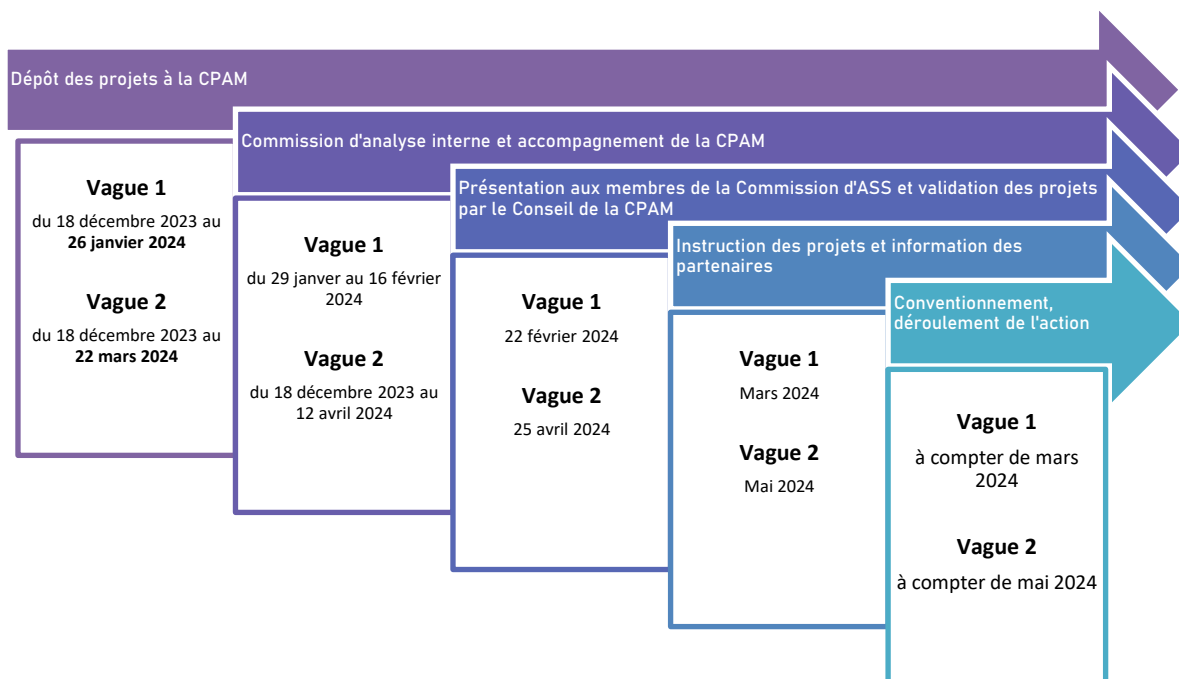 Dépôt des projets à la CPAM
Vague 1
du 18 décembre 2023 au
26 janvier 2024
Vague 2
du 18 décembre 2023 au
22 mars 2024
Commission d'analyse interne et accompagnement de la CPAM
Vague 1
du 29 janver au 16 février
2024
Vague 2
du 18 décembre 2023 au
12 avril 2024
Présentation aux membres de la Commission d'ASS et validation des projets
par le Conseil de la CPAM
Vague 1
22 février 2024
Vague 2
25 avril 2024
Instruction des projets et information des
partenaires
Vague 1
Mars 2024
Vague 2
Mai 2024
Conventionnement,
déroulement de l'action
Vague 1
à compter de mars
2024
Vague 2
à compter de mai 2024